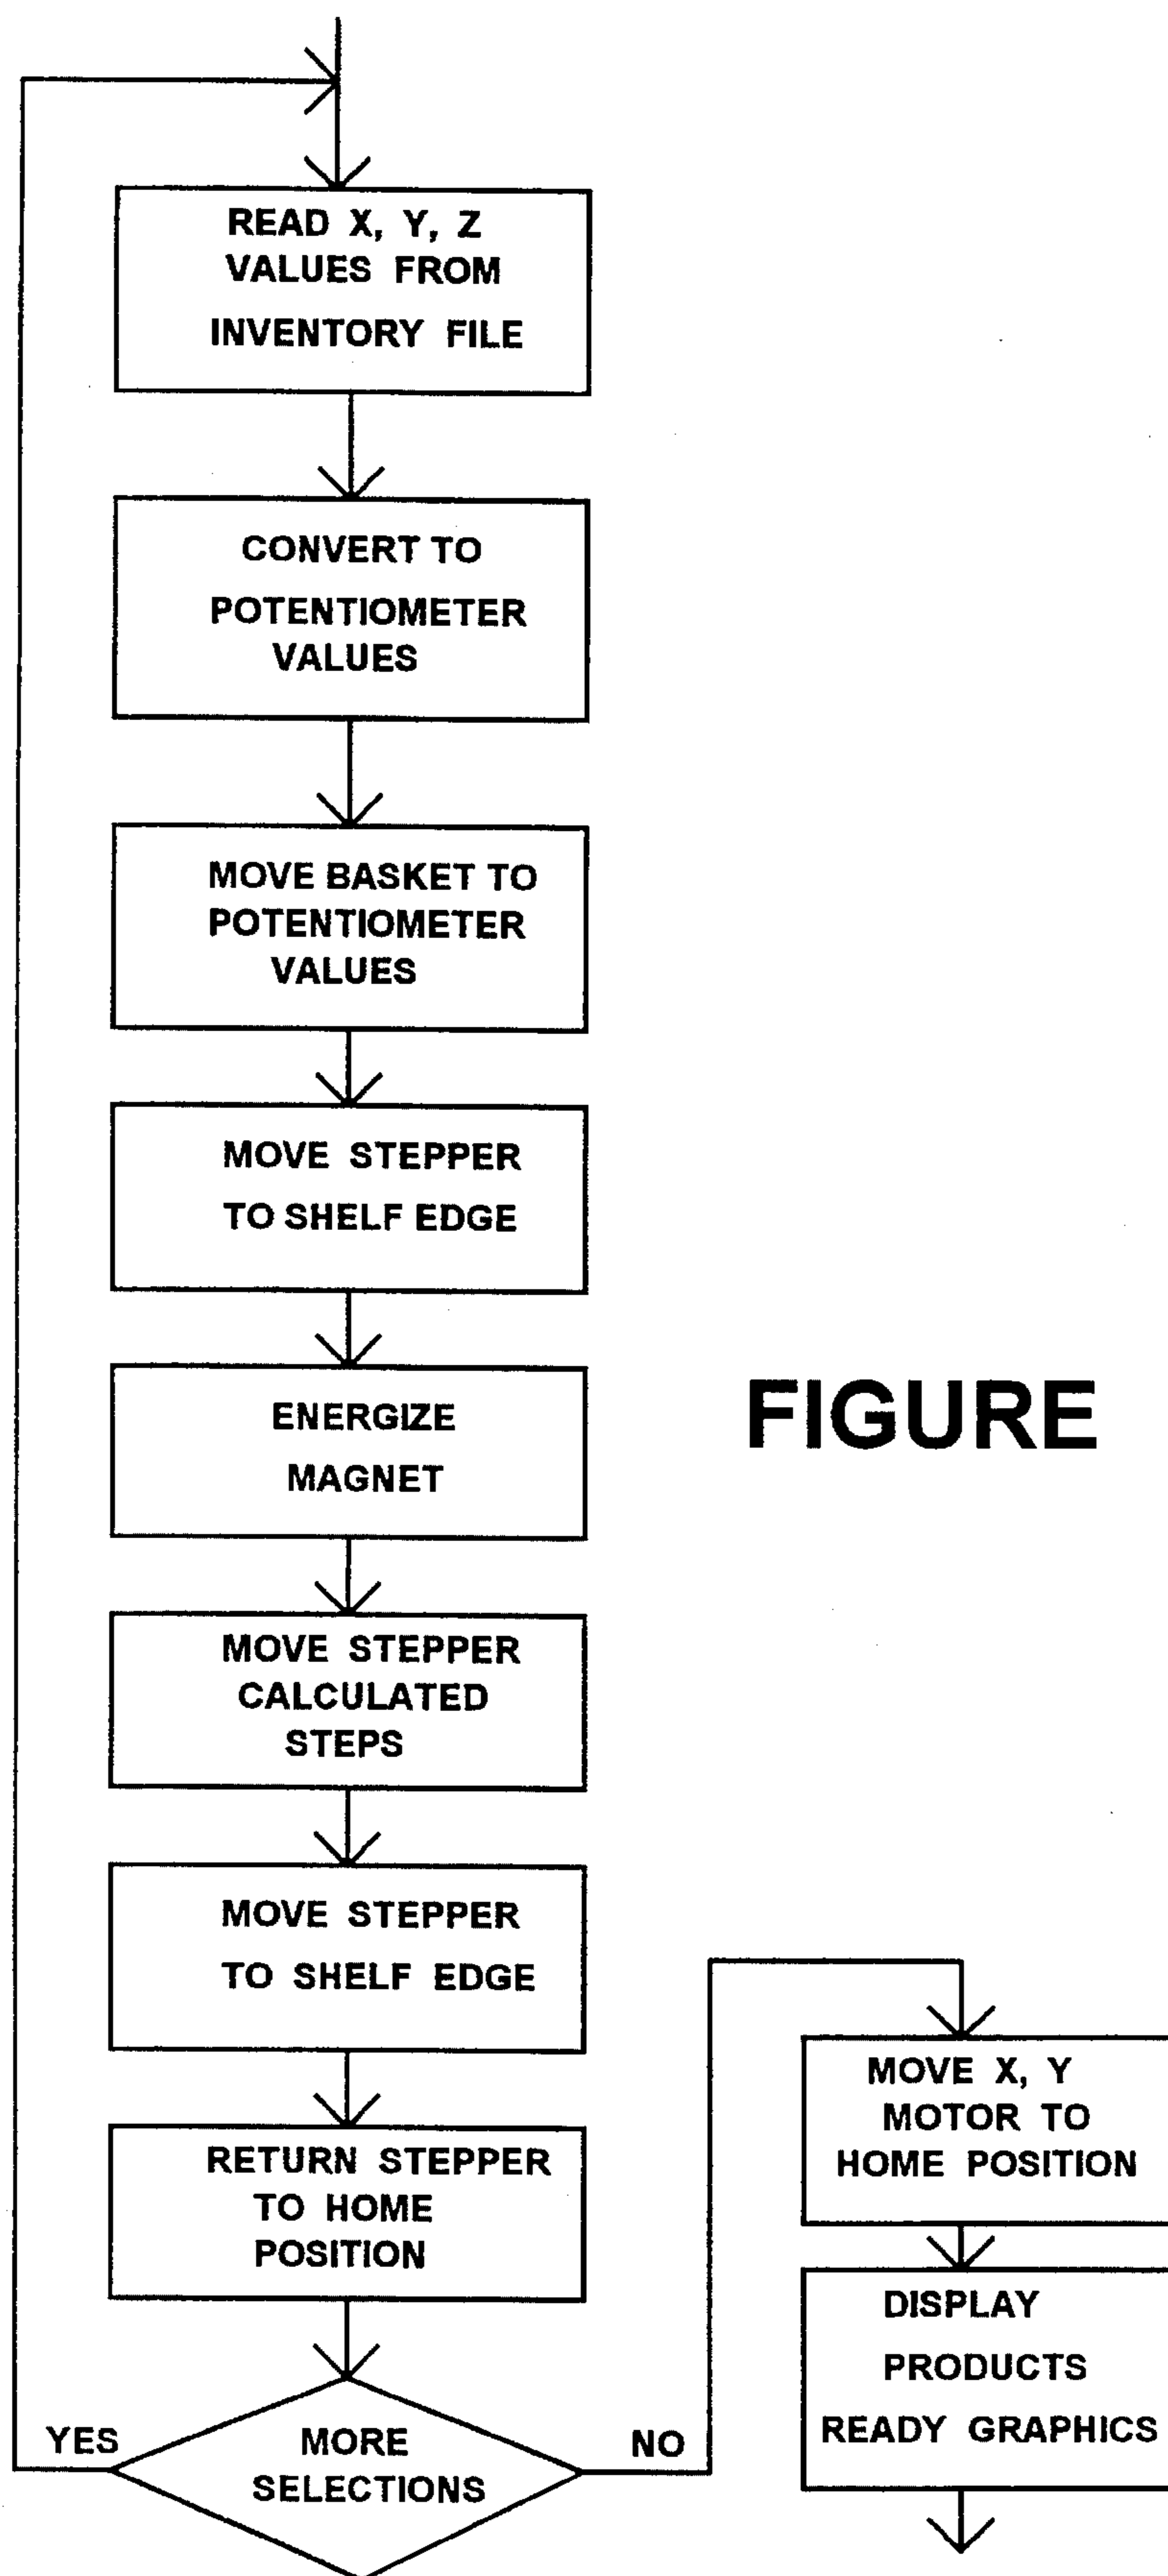 READ X, Y, Z
VALUES FROM
INVENTORY FILE
CONVERT TO
POTENTIOMETER
VALUES
MOVE BASKET TO
POTENTIOMETER
VALUES
MOVE STEPPER
TO SHELF EDGE
ENERGIZE
MAGNET
MOVE STEPPER
CALCULATED
STEPS
MOVE STEPPER
TO SHELF EDGE
RETURN STEPPER
TO HOME
POSITION
MORE
SELECTIONS
YES
NO
MOVE X, Y
MOTOR TO
HOME POSITION
DISPLAY
PRODUCTS
READY GRAPHICS
FIGURE